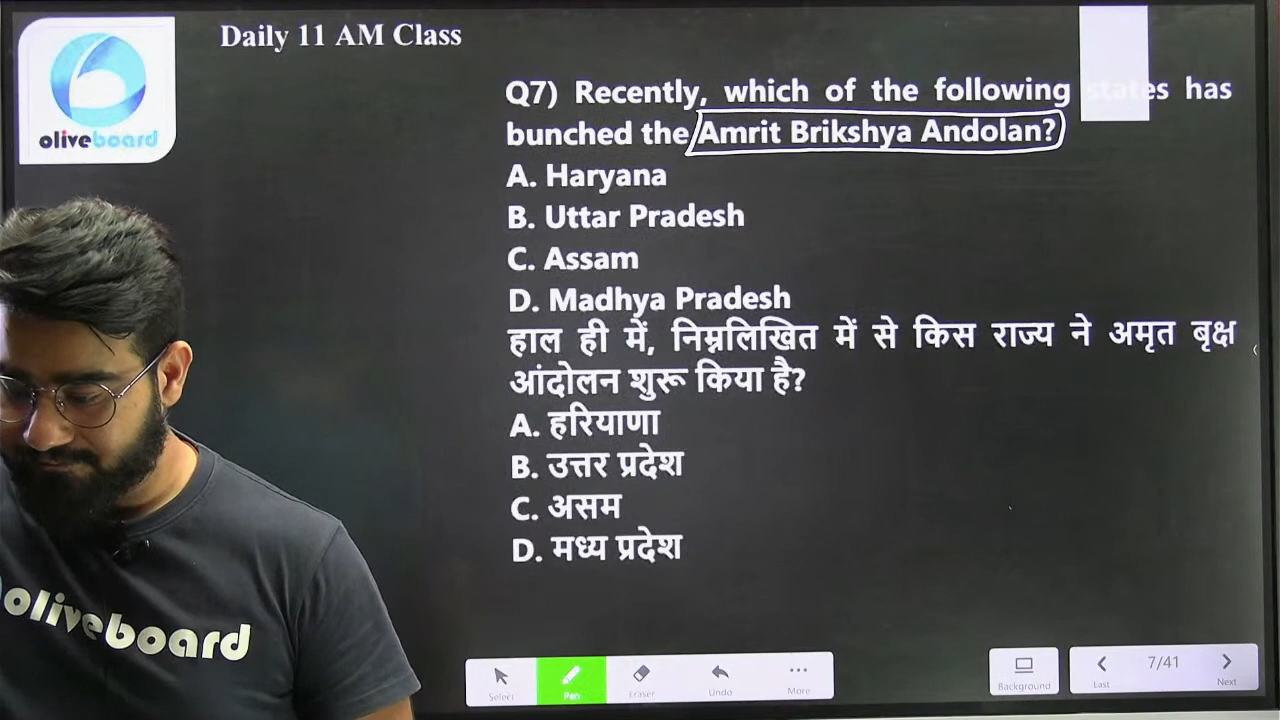 Daily 11 AM Class
oliveboard
Q7) Recently, which of the following states has
bunched the Amrit Brikshya Andolan?
A. Haryana
B. Uttar Pradesh
C. Assam
D. Madhya Pradesh
हाल ही में, निम्नलिखित में से किस राज्य ने अमृत बृक्ष
आंदोलन शुरू किया है?
A. हरियाणा
B. उत्तर प्रदेश
C. असम
D. मध्य प्रदेश
oliveboard
Select Pen Eraser Undo More
Background
Last 7/41 Next